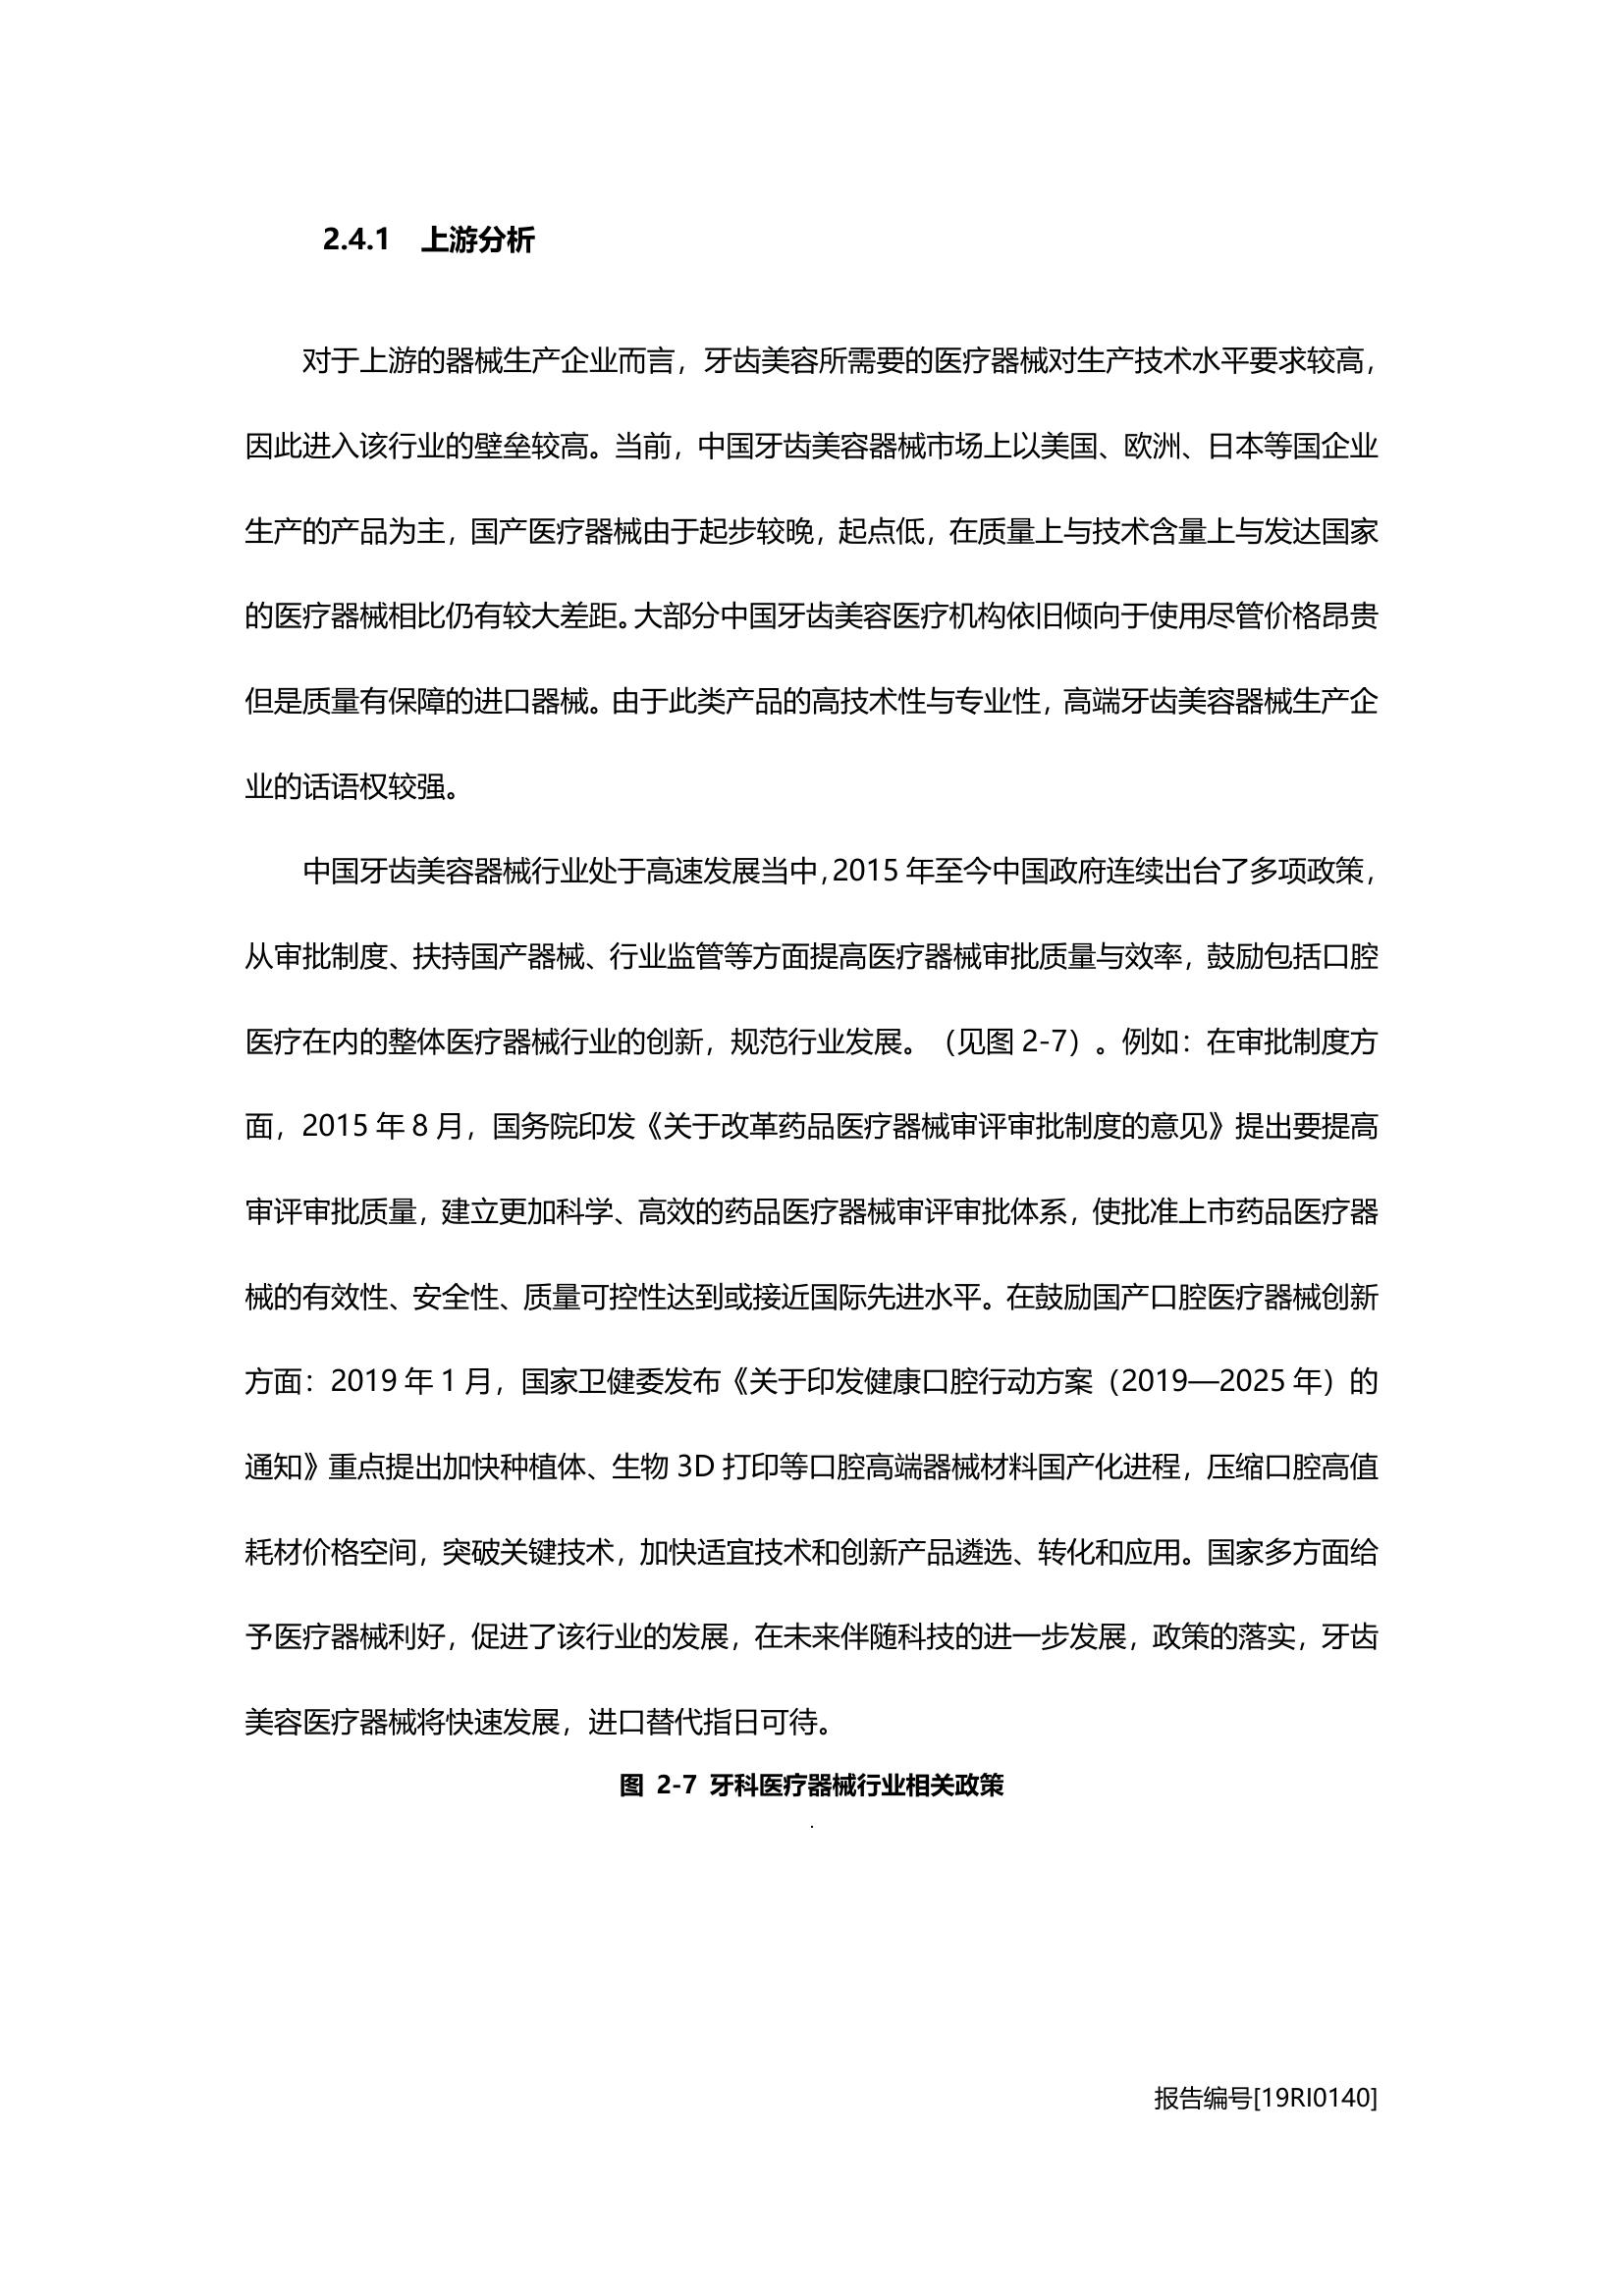 2.4.1 上游分析
对于上游的器械生产企业而言，牙齿美容所需要的医疗器械对生产技术水平要求较高，
因此进入该行业的壁垒较高。当前，中国牙齿美容器械市场上以美国、欧洲、日本等国企业
生产的产品为主，国产医疗器械由于起步较晚，起点低，在质量上与技术含量上与发达国家
的医疗器械相比仍有较大差距。大部分中国牙齿美容医疗机构依旧倾向于使用尽管价格昂贵
但是质量有保障的进口器械。由于此类产品的高技术性与专业性，高端牙齿美容器械生产企
业的话语权较强。
中国牙齿美容器械行业处于高速发展当中，2015 年至今中国政府连续出台了多项政策，
从审批制度、扶持国产器械、行业监管等方面提高医疗器械审批质量与效率，鼓励包括口腔
医疗在内的整体医疗器械行业的创新，规范行业发展。（见图 2-7）。例如：在审批制度方
面，2015 年 8 月，国务院印发《关于改革药品医疗器械审评审批制度的意见》提出要提高
审评审批质量，建立更加科学、高效的药品医疗器械审评审批体系，使批准上市药品医疗器
械的有效性、安全性、质量可控性达到或接近国际先进水平。在鼓励国产口腔医疗器械创新
方面：2019 年 1 月，国家卫健委发布《关于印发健康口腔行动方案（2019—2025 年）的
通知》重点提出加快种植体、生物 3D 打印等口腔高端器械材料国产化进程，压缩口腔高值
耗材价格空间，突破关键技术，加快适宜技术和创新产品遴选、转化和应用。国家多方面给
予医疗器械利好，促进了该行业的发展，在未来伴随科技的进一步发展，政策的落实，牙齿
美容医疗器械将快速发展，进口替代指日可待。
图 2-7 牙科医疗器械行业相关政策
.
报告编号[19RI0140]